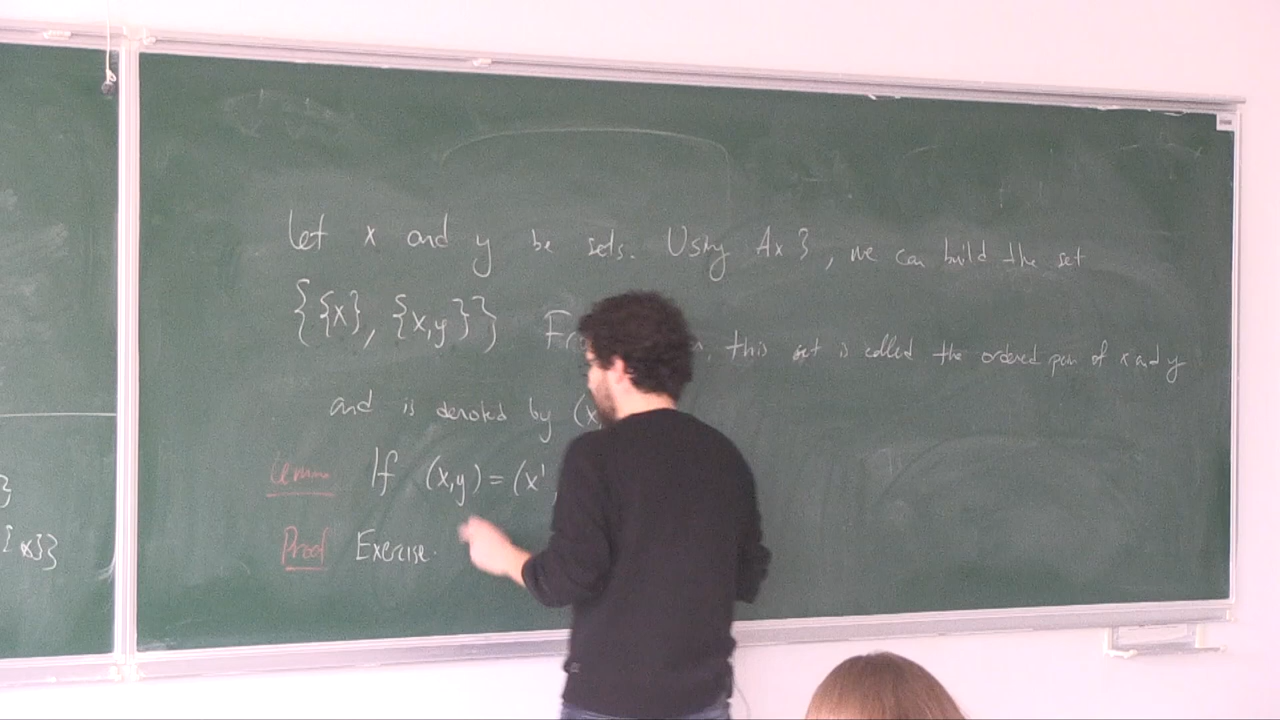 Let x and y be sets. Using Ax 3, we can build the set
{{x}, {x,y}} this set is called the ordered pair of x and y
and is denoted by (x,
Lemma If (x,y) = (x',
Proof Exercise.
}
{x}}